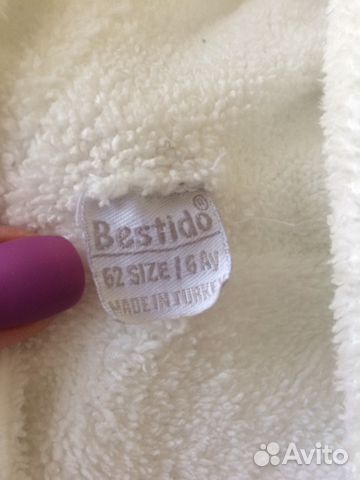 Bestido®
62 SIZE / 6 Ay
MADE IN TURKEY
Avito